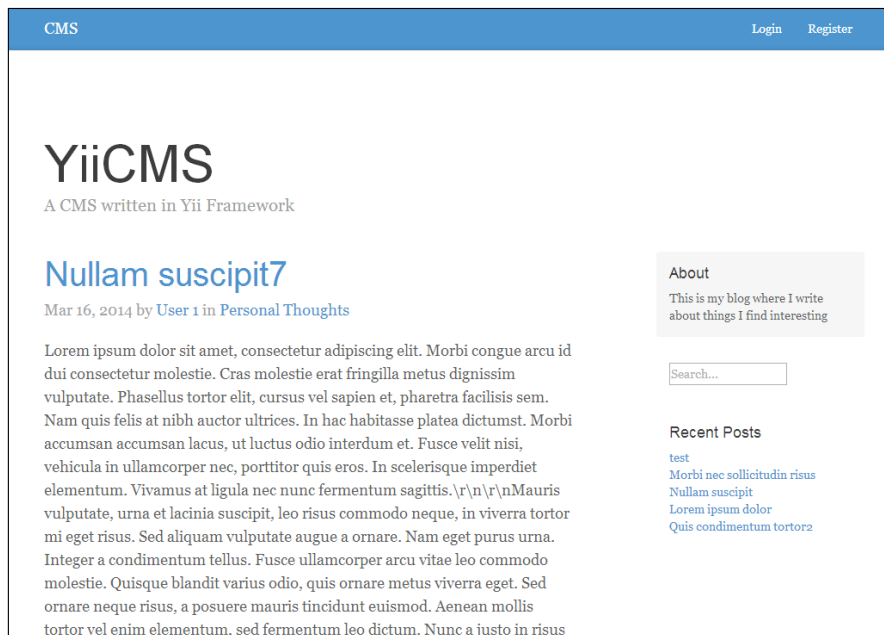 CMS
Login Register
YiiCMS
A CMS written in Yii Framework
Nullam suscipit7
Mar 16, 2014 by User 1 in Personal Thoughts
Lorem ipsum dolor sit amet, consectetur adipiscing elit. Morbi congue arcu id
dui consectetur molestie. Cras molestie erat fringilla metus dignissim
vulputate. Phasellus tortor elit, cursus vel sapien et, pharetra facilisis sem.
Nam quis felis at nibh auctor ultrices. In hac habitasse platea dictumst. Morbi
accumsan accumsan lacus, ut luctus odio interdum et. Fusce velit nisi,
vehicula in ullamcorper nec, porttitor quis eros. In scelerisque imperdiet
elementum. Vivamus at ligula nec nunc fermentum sagittis.\r\n\r\nMauris
vulputate, urna et lacinia suscipit, leo risus commodo neque, in viverra tortor
mi eget risus. Sed aliquam vulputate augue a ornare. Nam eget purus urna.
Integer a condimentum tellus. Fusce ullamcorper arcu vitae leo commodo
molestie. Quisque blandit varius odio, quis ornare metus viverra eget. Sed
ornare neque risus, a posuere mauris tincidunt euismod. Aenean mollis
tortor vel enim elementum, sed fermentum leo dictum. Nunc a justo in risus
About
This is my blog where I write
about things I find interesting
Search...
Recent Posts
test
Morbi nec sollicitudin risus
Nullam suscipit
Lorem ipsum dolor
Quis condimentum tortor2